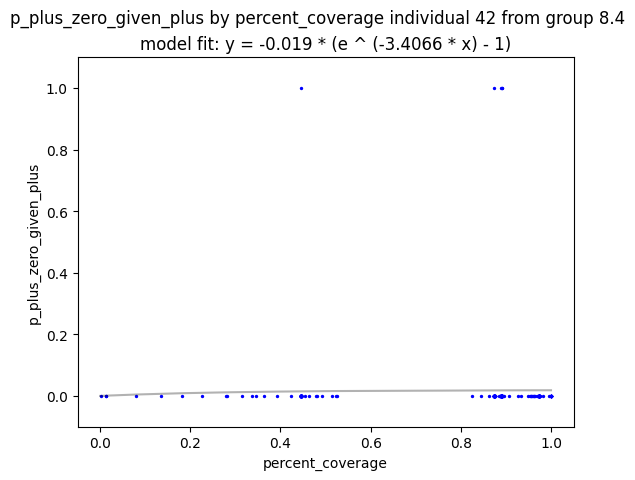 p_plus_zero_given_plus by percent_coverage individual 42 from group 8.4
model fit: y = -0.019 * (e ^ (-3.4066 * x) - 1)
1.0
0.8
0.6
0.4
0.2
0.0
p_plus_zero_given_plus
0.0 0.2 0.4 0.6 0.8 1.0
percent_coverage